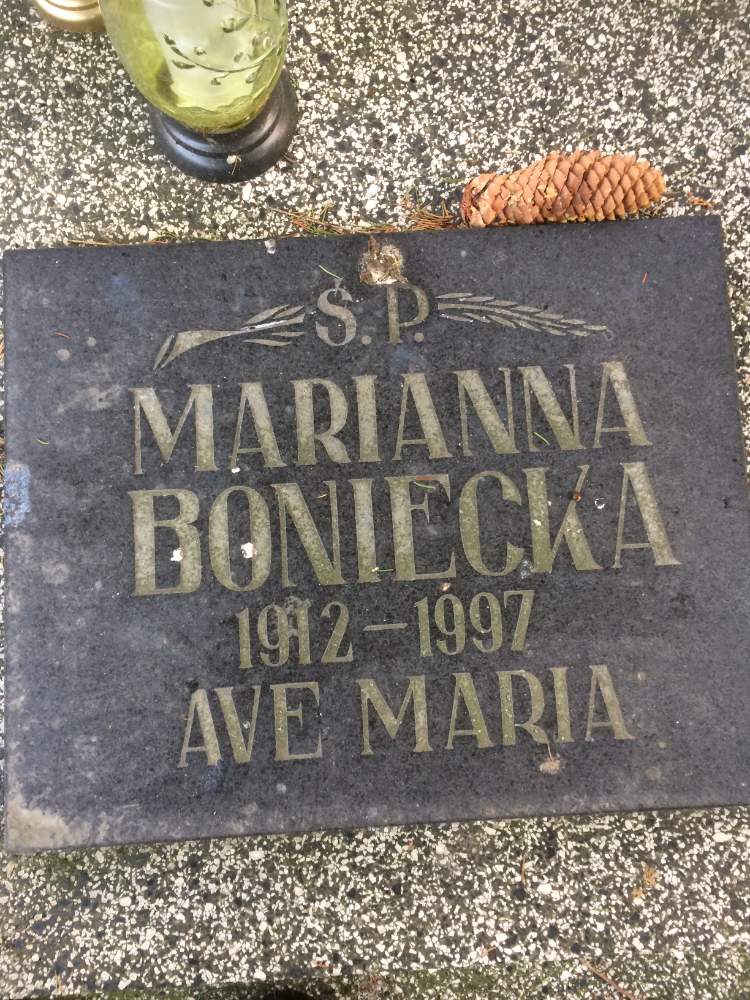 Ś.P.
MARIANNA
BONIECKA
1912–1997
AVE MARIA